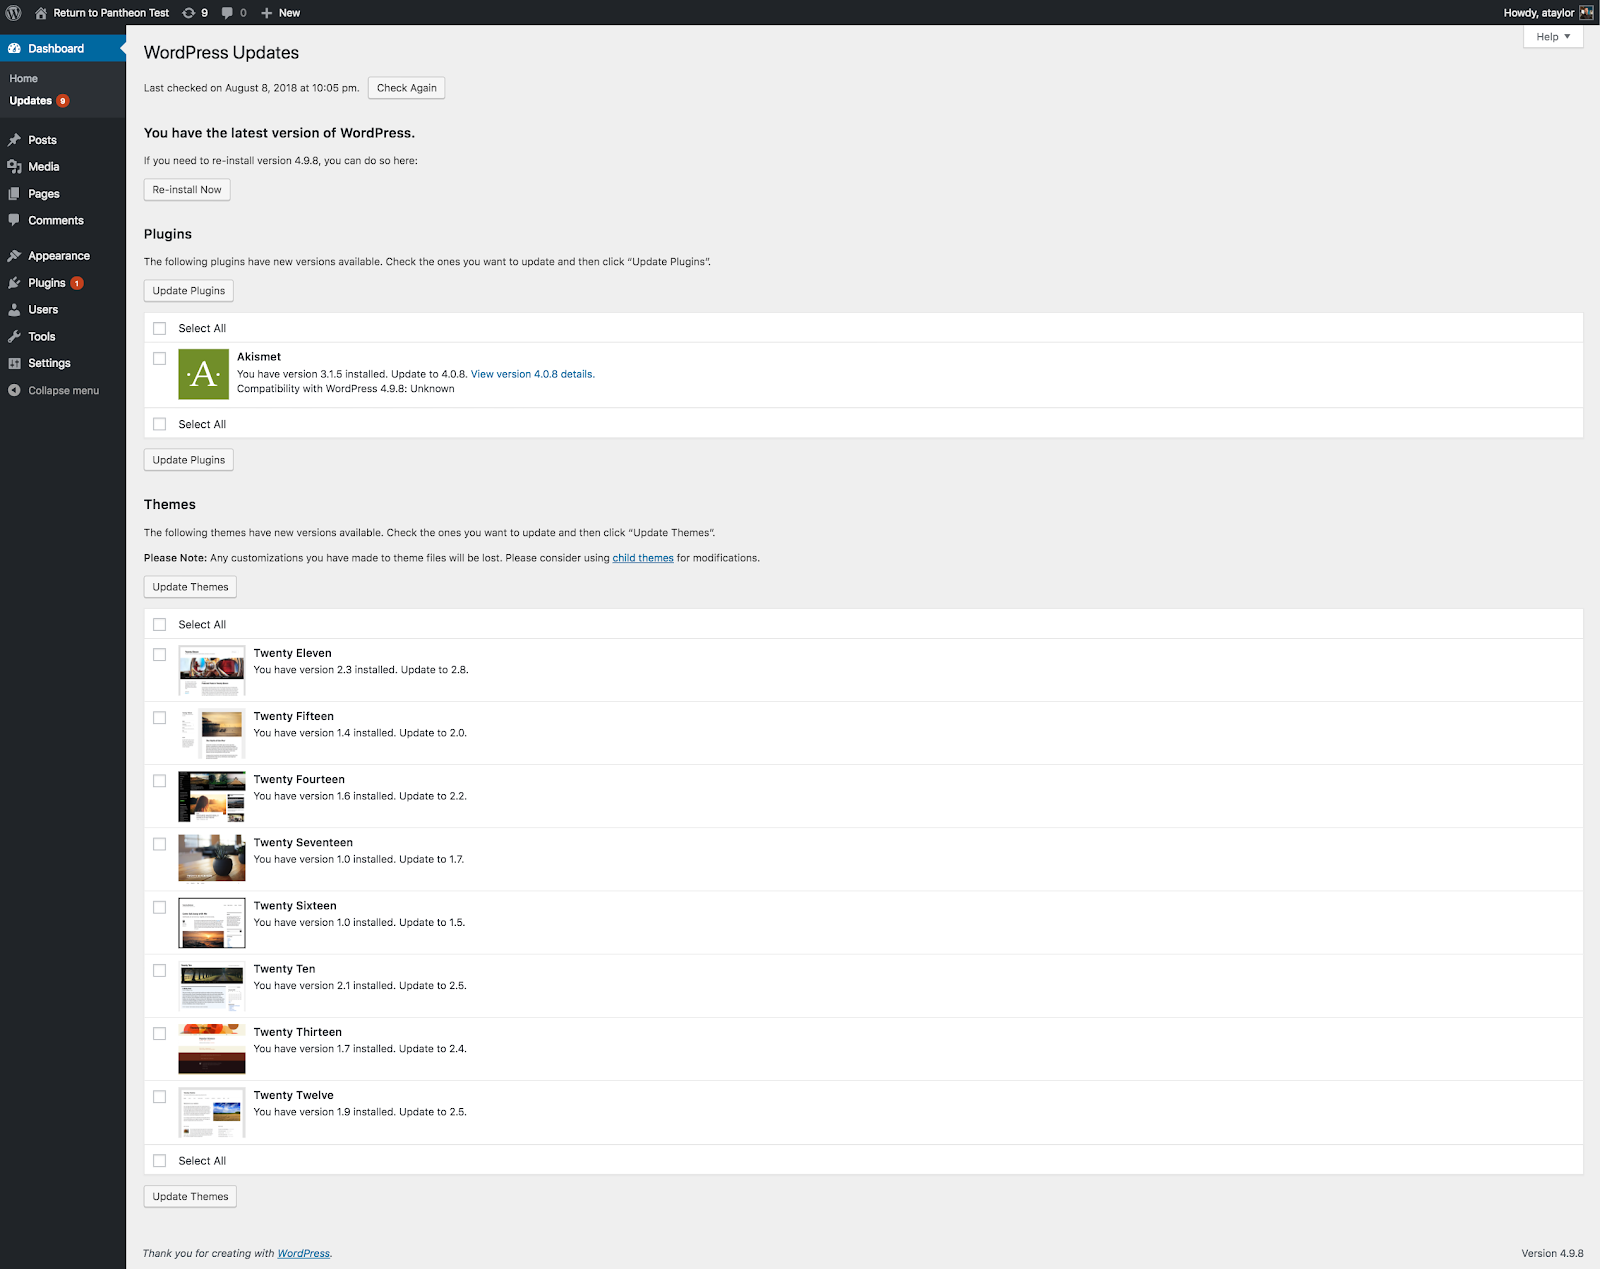 Return to Pantheon Test 9 0 New Howdy, ataylor
Help
Dashboard
Home
Updates 9
Posts
Media
Pages
Comments
Appearance
Plugins 1
Users
Tools
Settings
Collapse menu
WordPress Updates
Last checked on August 8, 2018 at 10:05 pm. Check Again
You have the latest version of WordPress.
If you need to re-install version 4.9.8, you can do so here:
Re-install Now
Plugins
The following plugins have new versions available. Check the ones you want to update and then click “Update Plugins”.
Update Plugins
Select All
A
Akismet
You have version 3.1.5 installed. Update to 4.0.8. View version 4.0.8 details.
Compatibility with WordPress 4.9.8: Unknown
Select All
Update Plugins
Themes
The following themes have new versions available. Check the ones you want to update and then click “Update Themes”.
Please Note: Any customizations you have made to theme files will be lost. Please consider using child themes for modifications.
Update Themes
Select All
Twenty Eleven
You have version 2.3 installed. Update to 2.8.
Twenty Fifteen
You have version 1.4 installed. Update to 2.0.
Twenty Fourteen
You have version 1.6 installed. Update to 2.2.
Twenty Seventeen
You have version 1.0 installed. Update to 1.7.
Twenty Sixteen
You have version 1.0 installed. Update to 1.5.
Twenty Ten
You have version 2.1 installed. Update to 2.5.
Twenty Thirteen
You have version 1.7 installed. Update to 2.4.
Twenty Twelve
You have version 1.9 installed. Update to 2.5.
Select All
Update Themes
Thank you for creating with WordPress.
Version 4.9.8